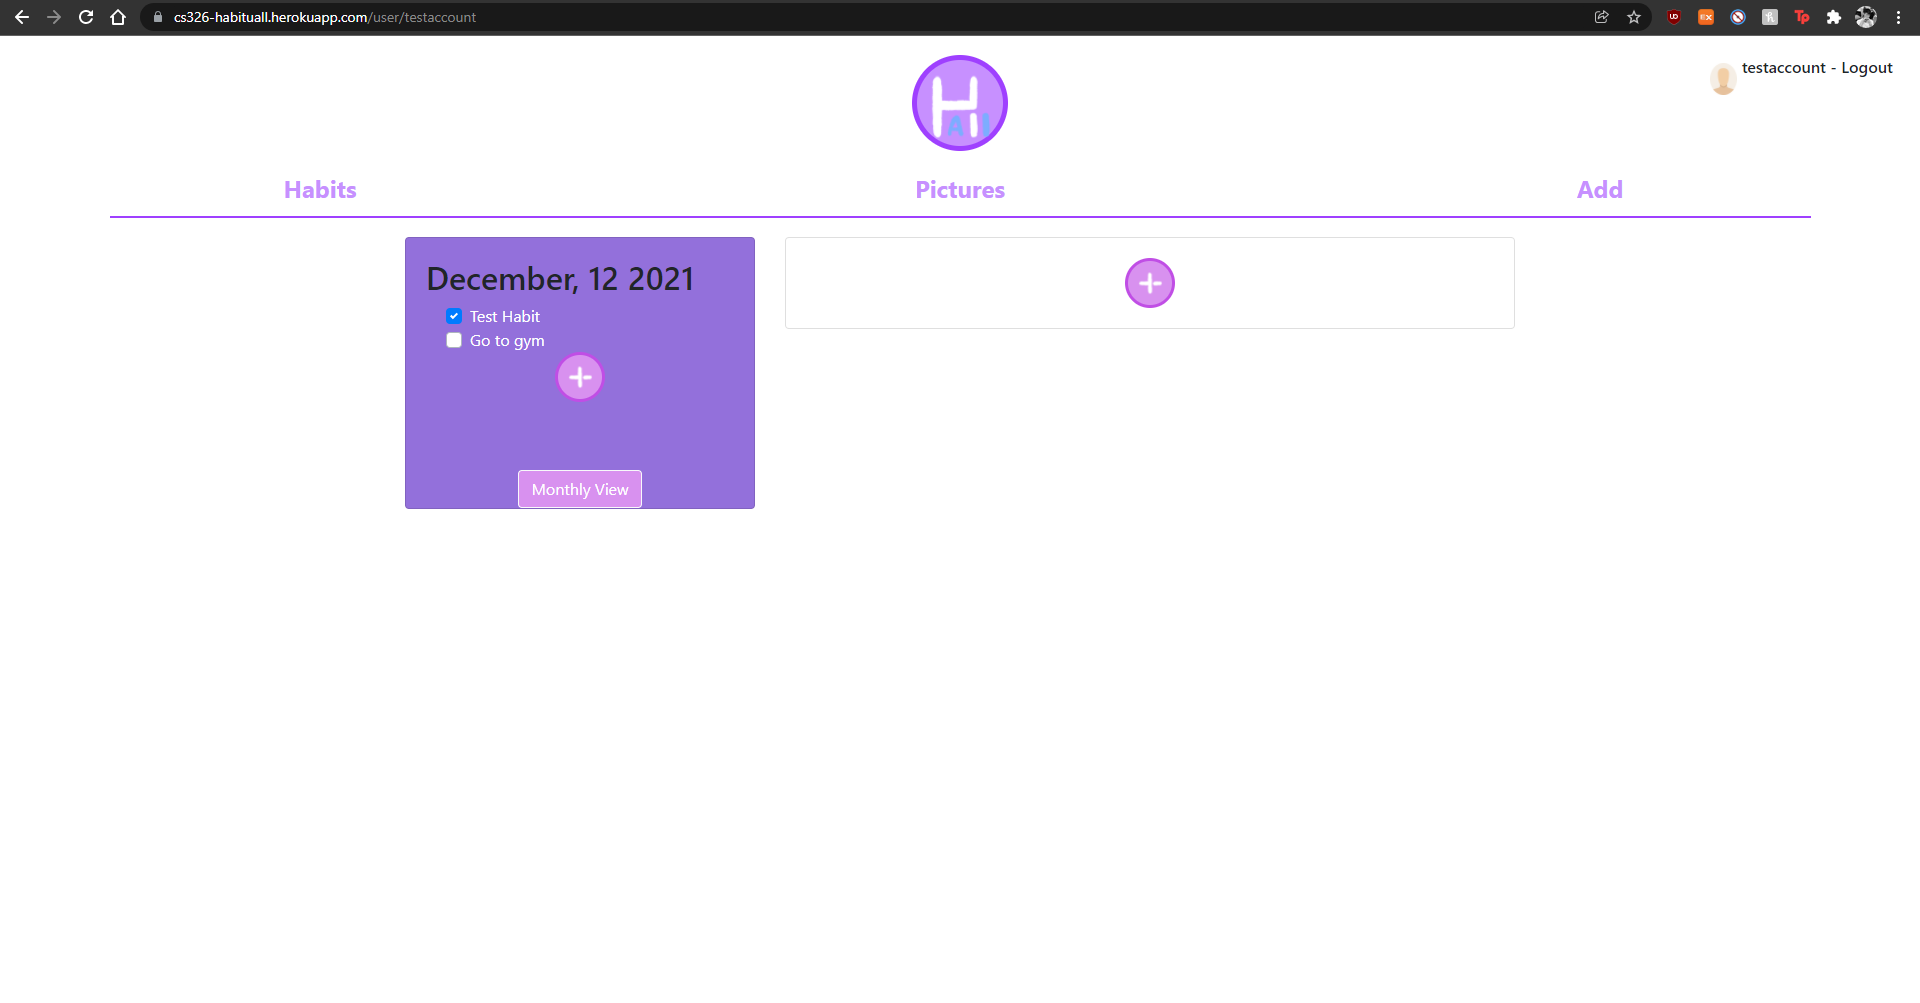 cs326-habituall.herokuapp.com/user/testaccount
testaccount - Logout
H
A
l
Habits
Pictures
Add
December, 12 2021
Test Habit
Go to gym
Monthly View